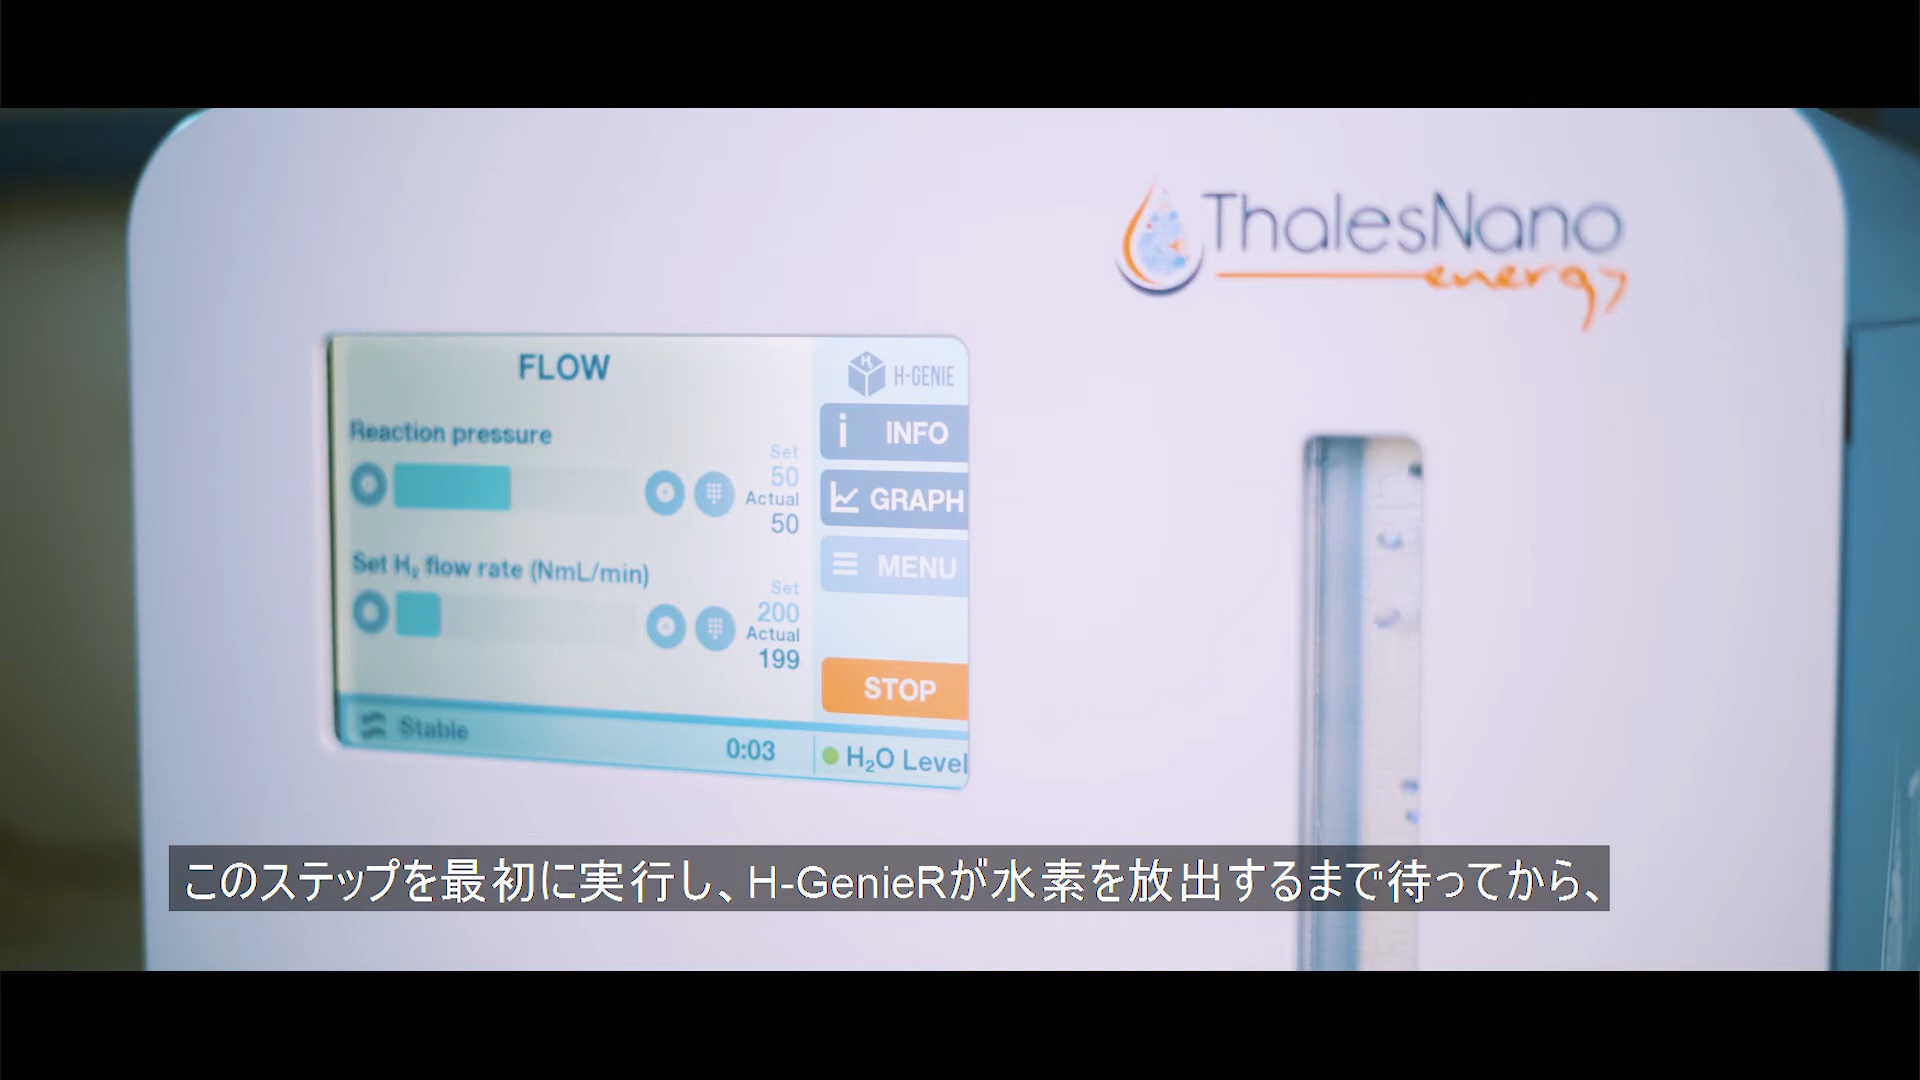 ThalesNano
energy
FLOW
H-GENIE
Reaction pressure
Set
50
Actual
50
INFO
GRAPH
MENU
Set H₂ flow rate (NmL/min)
Set
200
Actual
199
STOP
Stable
0:03
H₂O Level
このステップを最初に実行し、H-GenieRが水素を放出するまで待ってから、